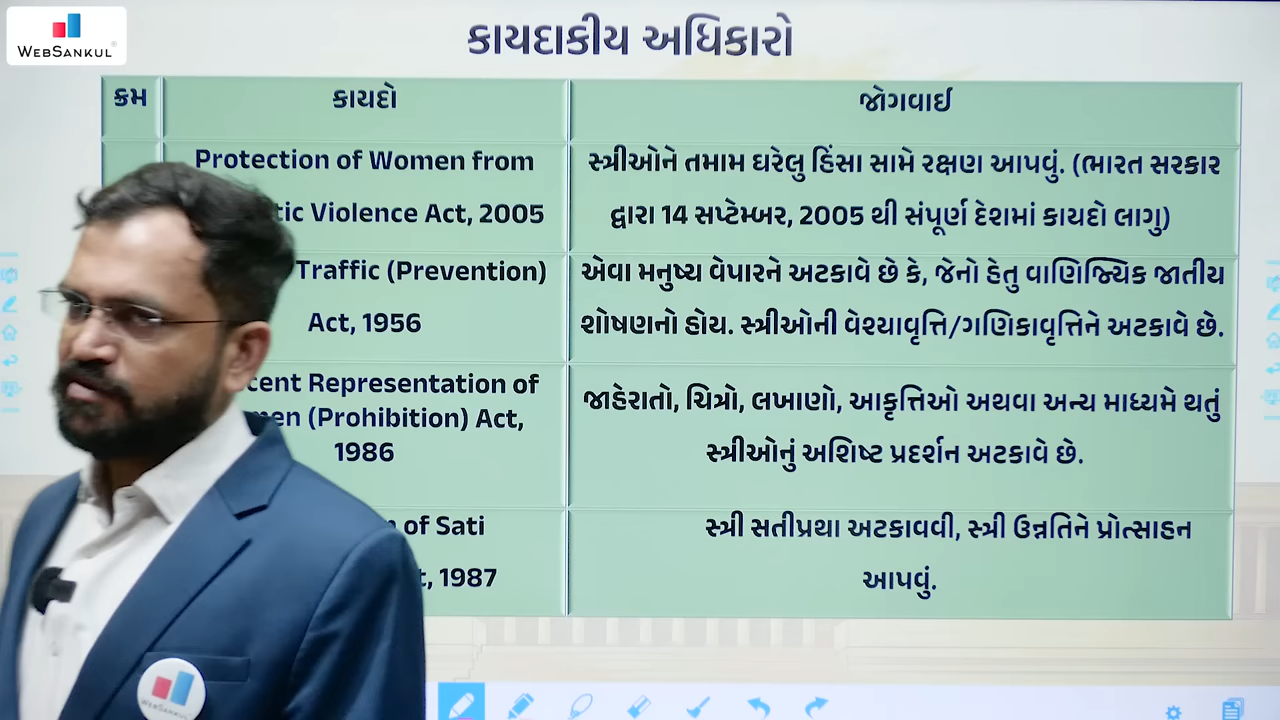 WEBSANKUL
કાયદાકીય અધિકારો
ક્રમ
કાયદો
જોગવાઈ
Protection of Women from
Violence Act, 2005
સ્ત્રીઓને તમામ ઘરેલુ હિંસા સામે રક્ષણ આપવું. (ભારત સરકાર
દ્વારા 14 સપ્ટેમ્બર, 2005 થી સંપૂર્ણ દેશમાં કાયદો લાગુ)
Traffic (Prevention)
Act, 1956
એવા મનુષ્ય વેપારને અટકાવે છે કે, જેનો હેતુ વાણિજ્યિક જાતીય
શોષણનો હોય. સ્ત્રીઓની વેશ્યાવૃત્તિ/ગણિકાવૃત્તિને અટકાવે છે.
Representation of
(Prohibition) Act,
1986
જાહેરાતો, ચિત્રો, લખાણો, આકૃત્તિઓ અથવા અન્ય માધ્યમે થતું
સ્ત્રીઓનું અશિષ્ટ પ્રદર્શન અટકાવે છે.
of Sati
1987
સ્ત્રી સતીપ્રથા અટકાવવી, સ્ત્રી ઉન્નતિને પ્રોત્સાહન
આપવું.
WEBSANKUL